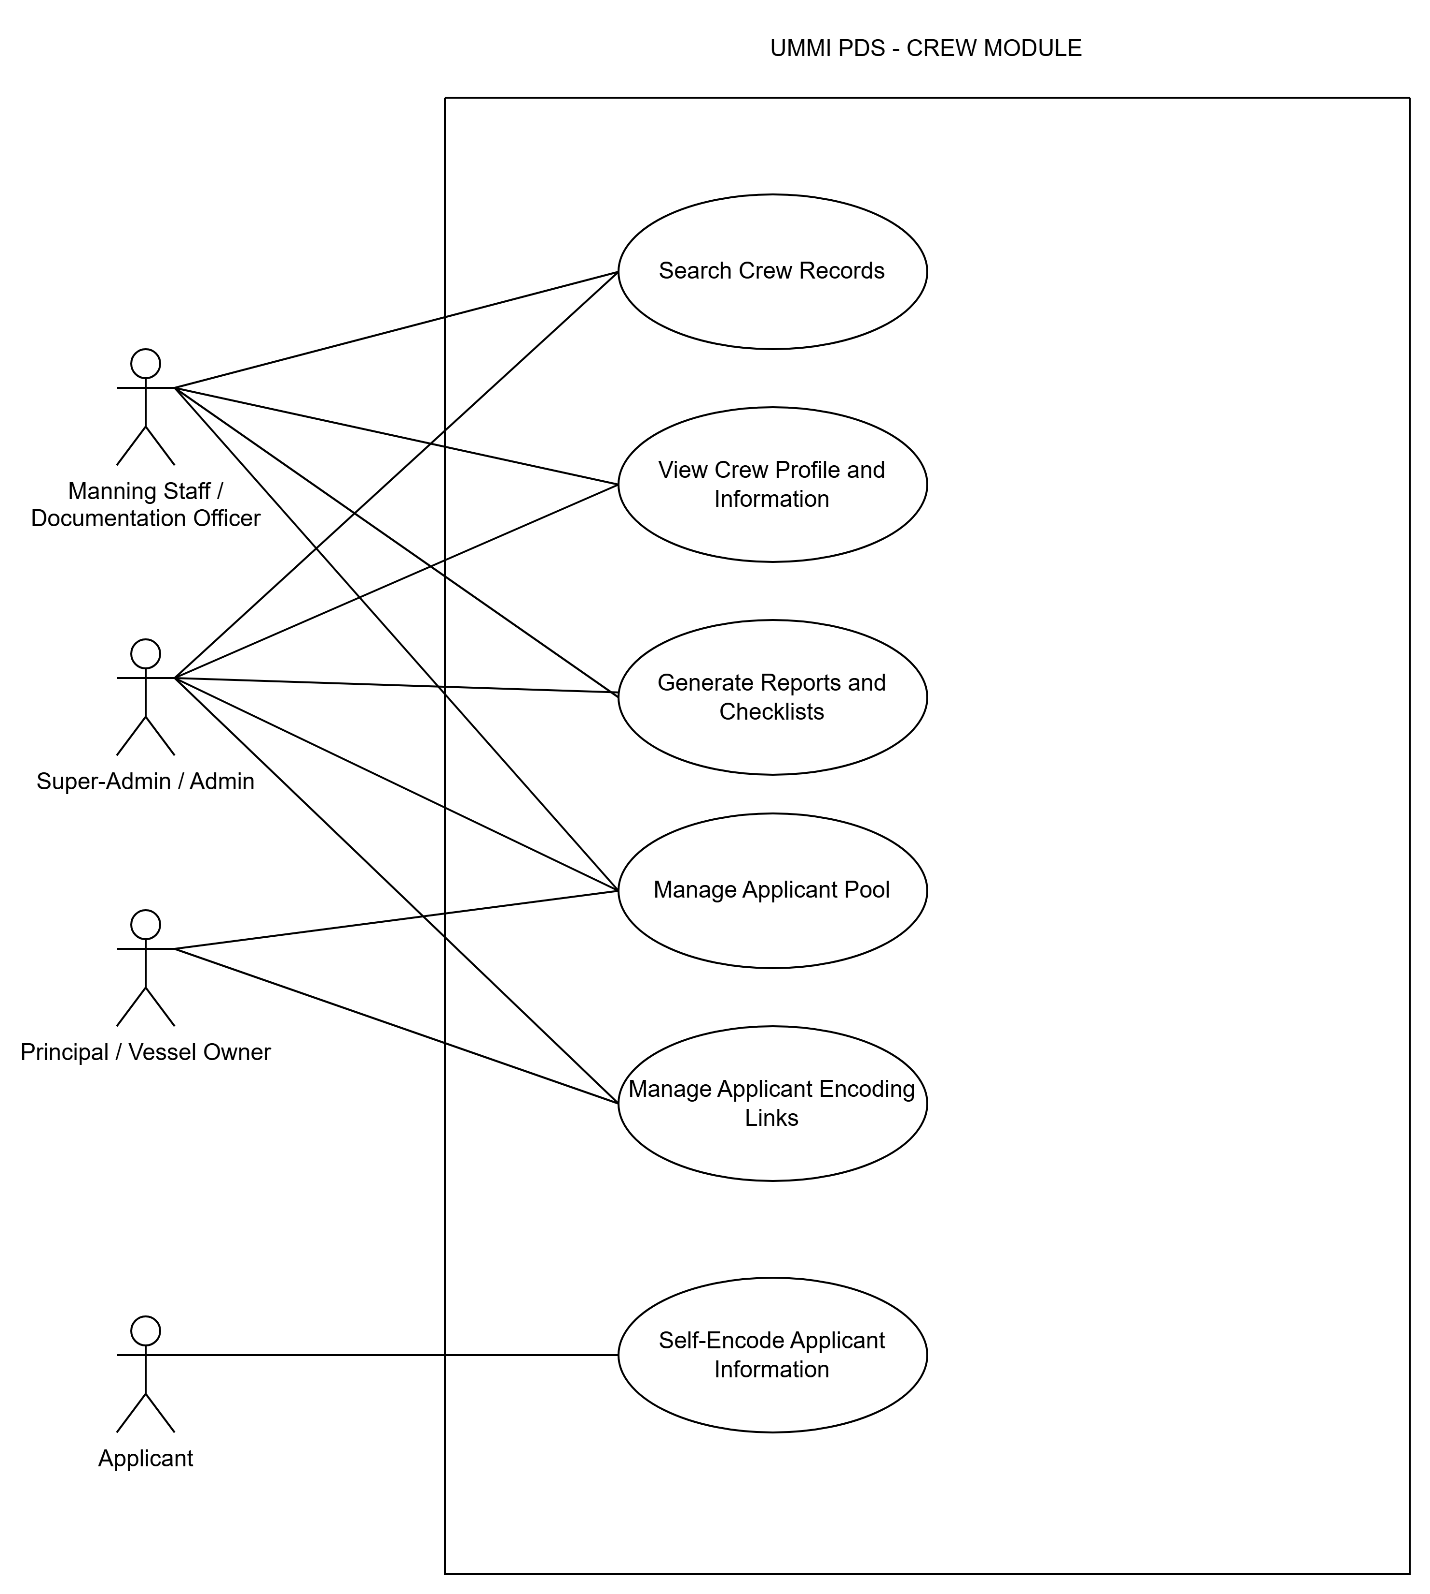 UMMI PDS - CREW MODULE
Search Crew Records
Manning Staff /
Documentation Officer
View Crew Profile and
Information
Super-Admin / Admin
Generate Reports and
Checklists
Manage Applicant Pool
Principal / Vessel Owner
Manage Applicant Encoding
Links
Self-Encode Applicant
Information
Applicant